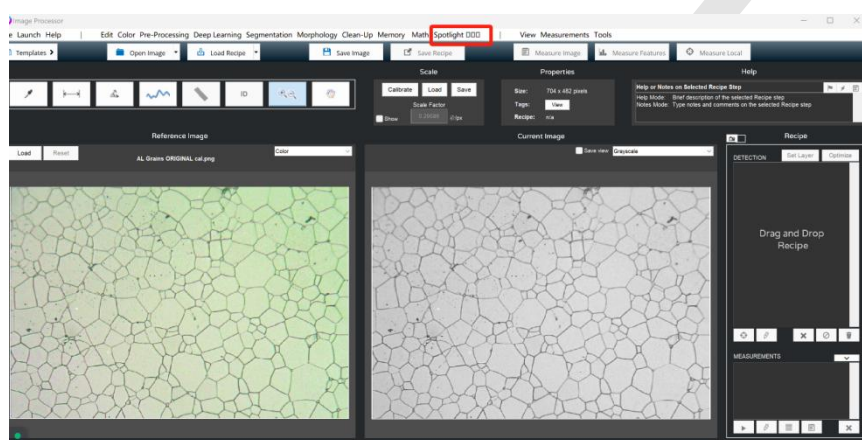 Image Processor
Launch Help | Edit Color Pre-Processing Deep Learning Segmentation Morphology Clean-Up Memory Math Spotlight □□□ | View Measurements Tools
Templates > Open Image Load Recipe Save Image Save Recipe Measure Image Measure Features Measure Local
Scale
Properties
Help
Calibrate Load Save
Scale Factor
Show
Size: 704 x 482 pixels
Tags: View
Recipe: n/a
Help or Notes on Selected Recipe Step
Help Mode: Brief description of the selected Recipe step
Notes Mode: Type notes and comments on the selected Recipe step
ID
Reference Image
Current Image
Recipe
Load Reset AL Grains ORIGINAL cal.png Color
Save view Grayscale
DETECTION Set Layer Optimize
Drag and Drop
Recipe
MEASUREMENTS